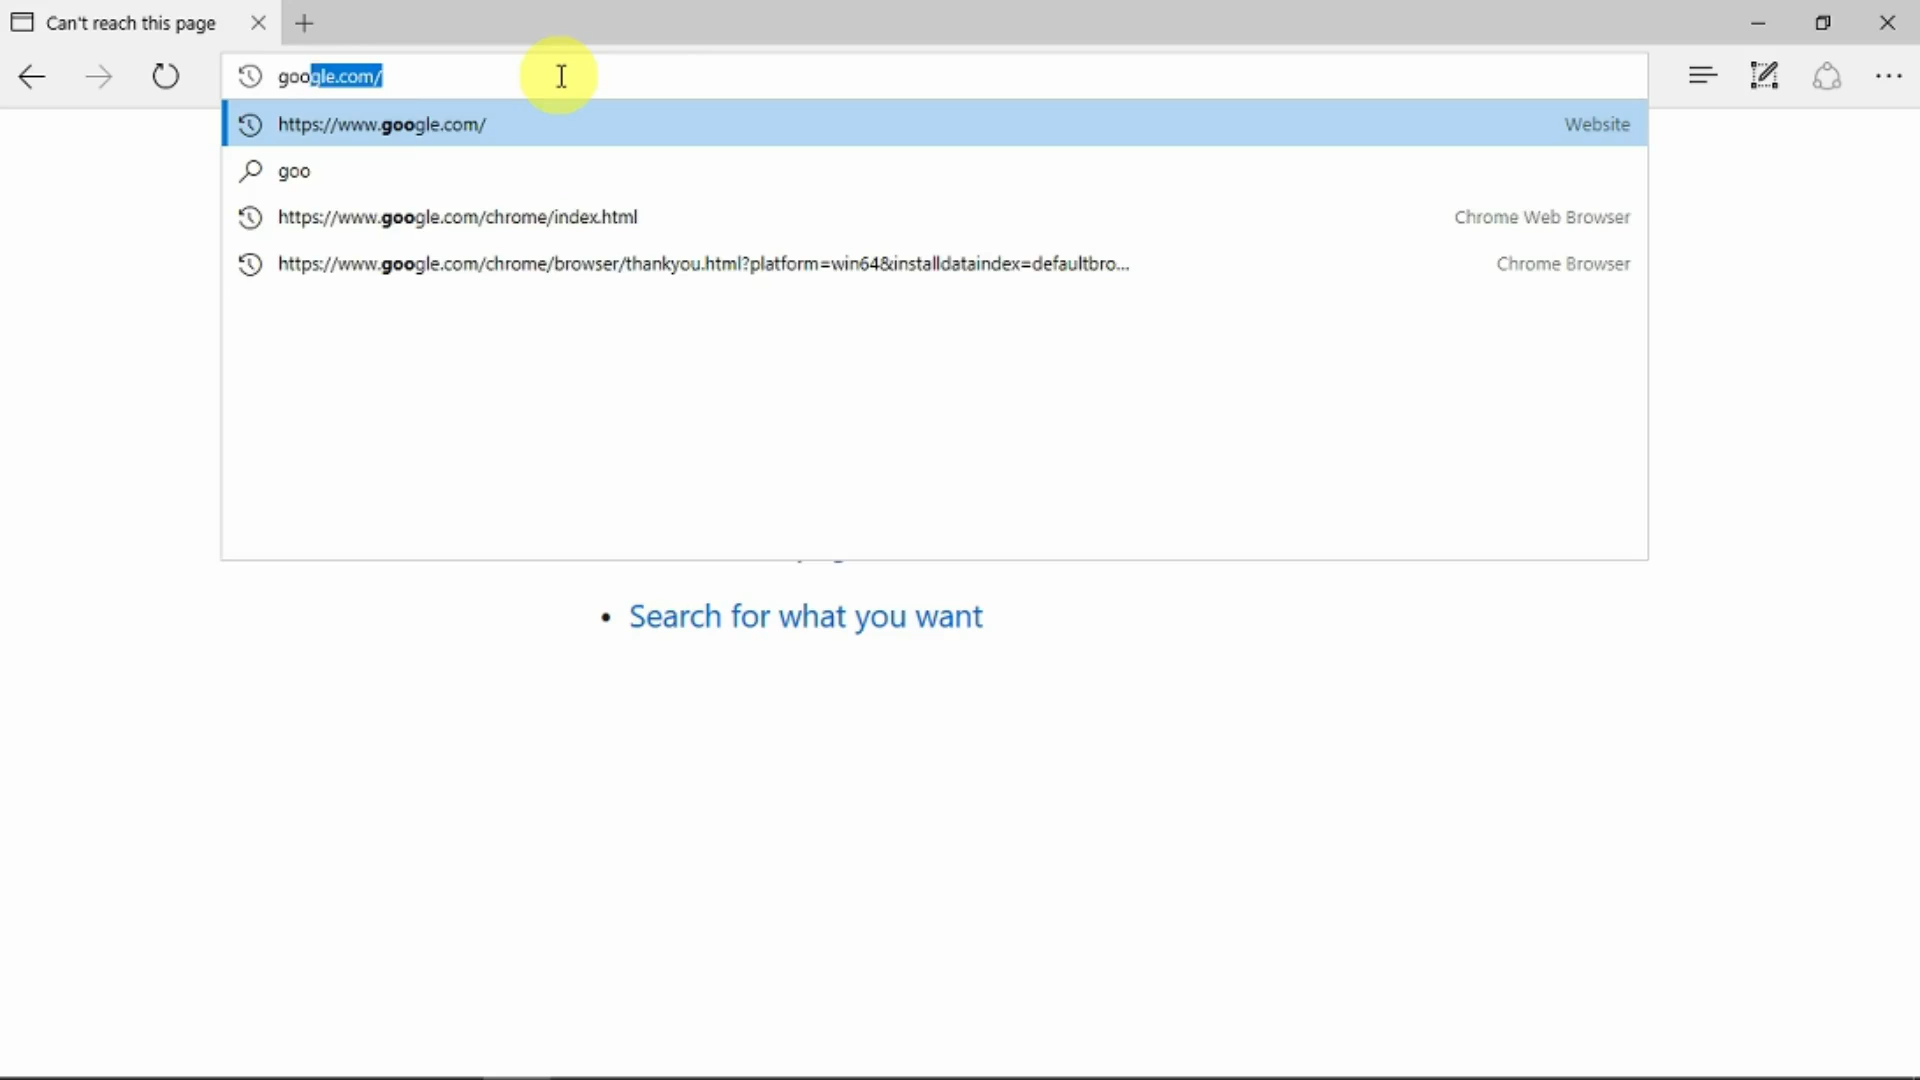 Can't reach this page
google.com/
https://www.google.com/ Website
goo
https://www.google.com/chrome/index.html Chrome Web Browser
https://www.google.com/chrome/browser/thankyou.html?platform=win64&installdataindex=defaultbro... Chrome Browser
• Search for what you want